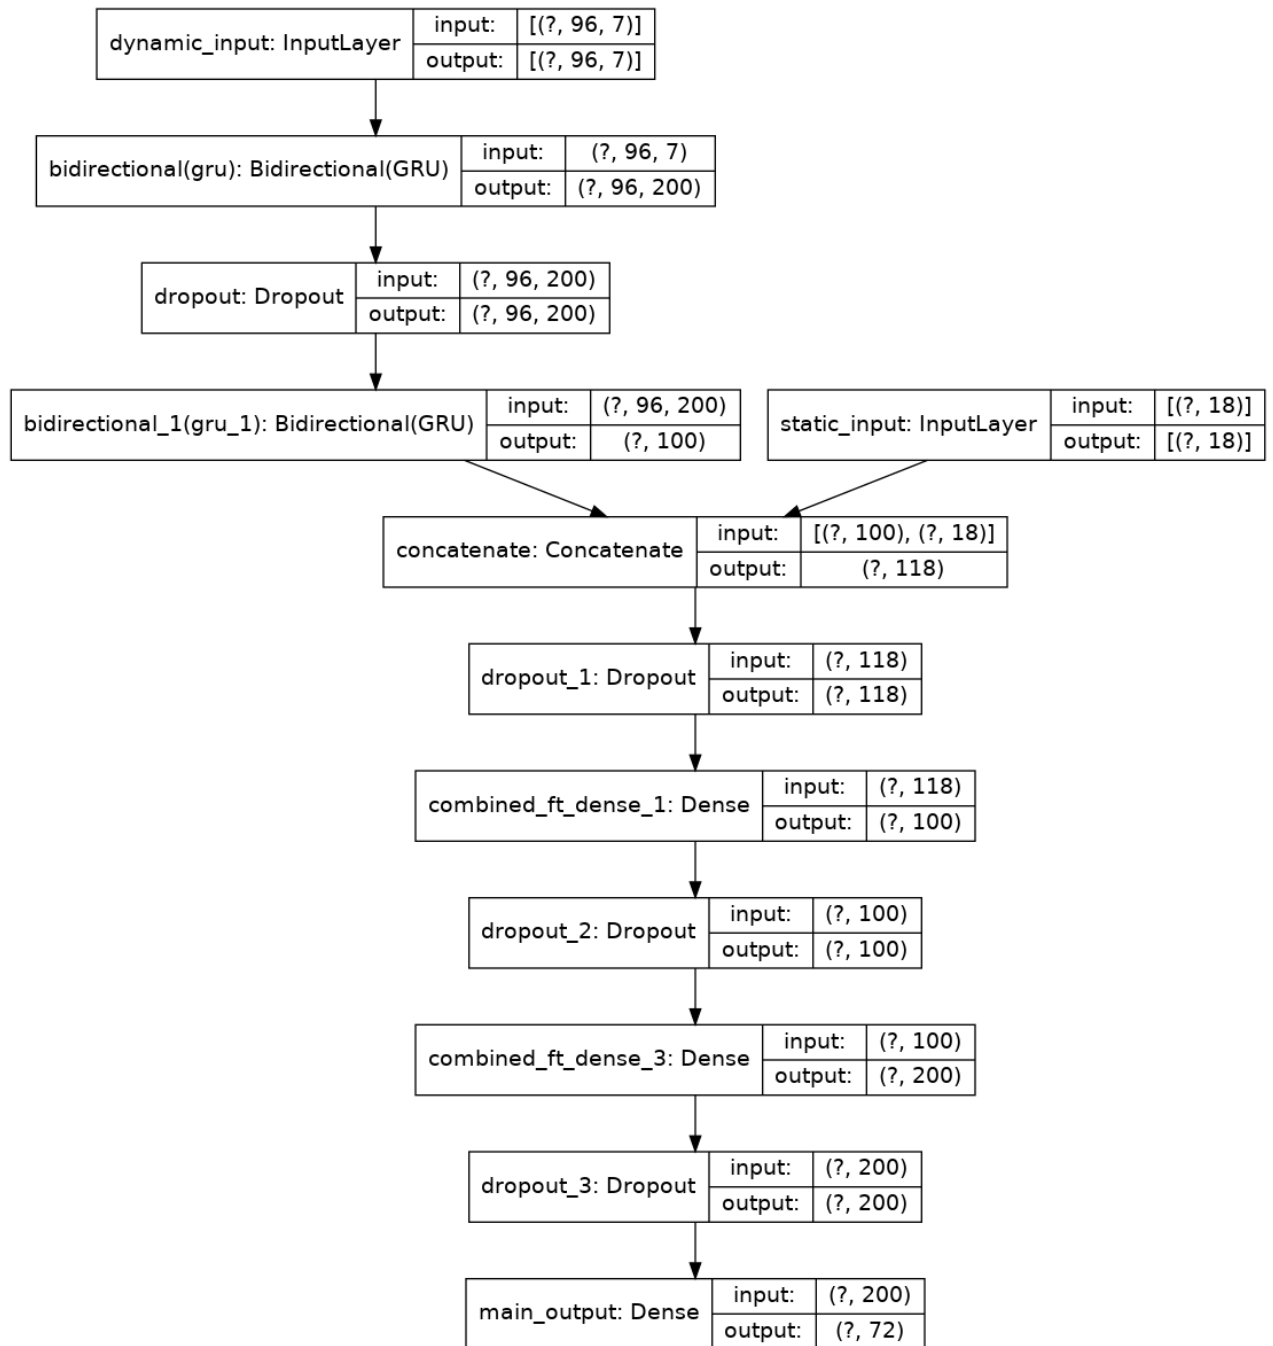 dynamic_input: InputLayer
input: [(?, 96, 7)]
output: [(?, 96, 7)]
bidirectional(gru): Bidirectional(GRU)
input: (?, 96, 7)
output: (?, 96, 200)
dropout: Dropout
input: (?, 96, 200)
output: (?, 96, 200)
bidirectional_1(gru_1): Bidirectional(GRU)
input: (?, 96, 200)
output: (?, 100)
static_input: InputLayer
input: [(?, 18)]
output: [(?, 18)]
concatenate: Concatenate
input: [(?, 100), (?, 18)]
output: (?, 118)
dropout_1: Dropout
input: (?, 118)
output: (?, 118)
combined_ft_dense_1: Dense
input: (?, 118)
output: (?, 100)
dropout_2: Dropout
input: (?, 100)
output: (?, 100)
combined_ft_dense_3: Dense
input: (?, 100)
output: (?, 200)
dropout_3: Dropout
input: (?, 200)
output: (?, 200)
main_output: Dense
input: (?, 200)
output: (?, 72)